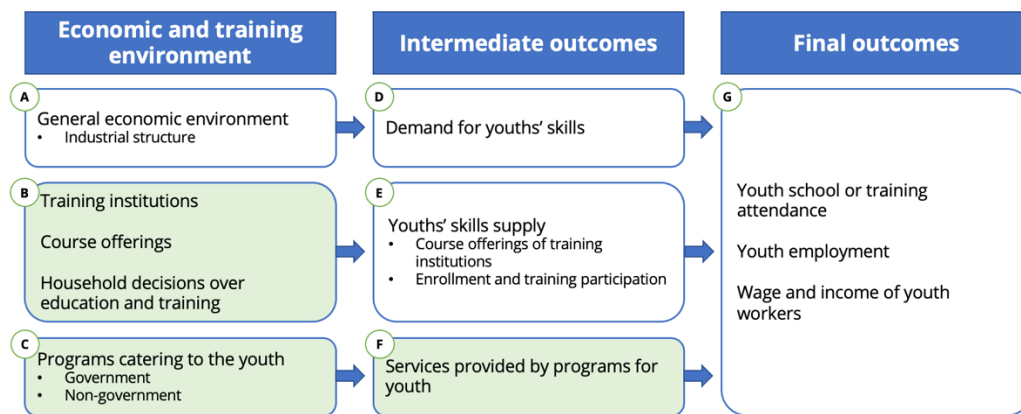 Economic and training
environment
Intermediate outcomes
Final outcomes
A
General economic environment
• Industrial structure
D
Demand for youths’ skills
G
Youth school or training
attendance
Youth employment
Wage and income of youth
workers
B
Training institutions
Course offerings
Household decisions over
education and training
E
Youths’ skills supply
• Course offerings of training
institutions
• Enrollment and training participation
C
Programs catering to the youth
• Government
• Non-government
F
Services provided by programs for
youth